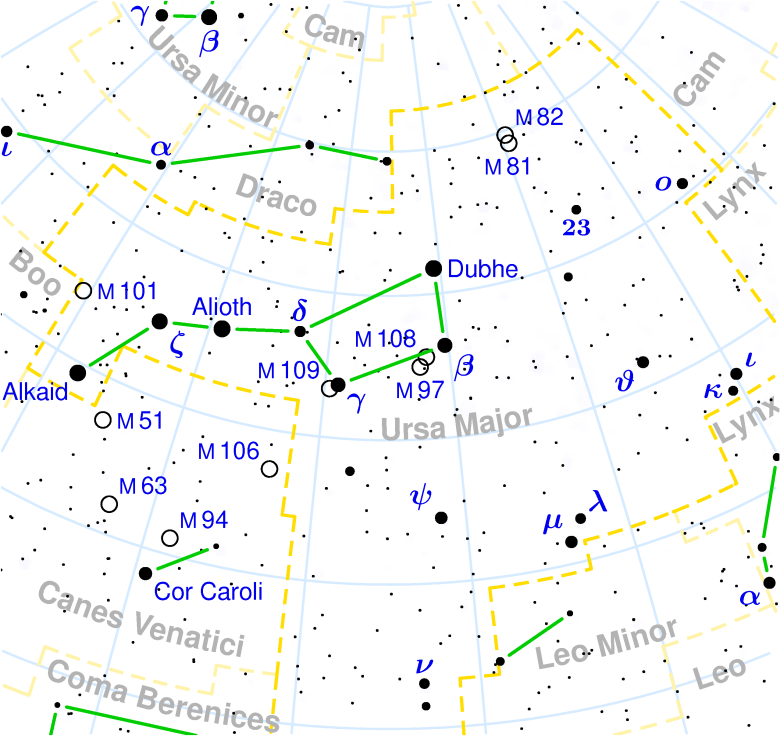 γ
β
Cam
Ursa Minor
Cam
M 82
M 81
ι
α
Draco
ο
Lynx
23
Boo
M 101
Alioth
δ
Dubhe
ζ
M 108
β
M 109
M 97
γ
Alkaid
ϑ
ι
κ
M 51
Ursa Major
Lynx
M 106
M 63
ψ
λ
μ
M 94
Cor Caroli
α
Canes Venatici
Leo Minor
Leo
ν
Coma Berenices